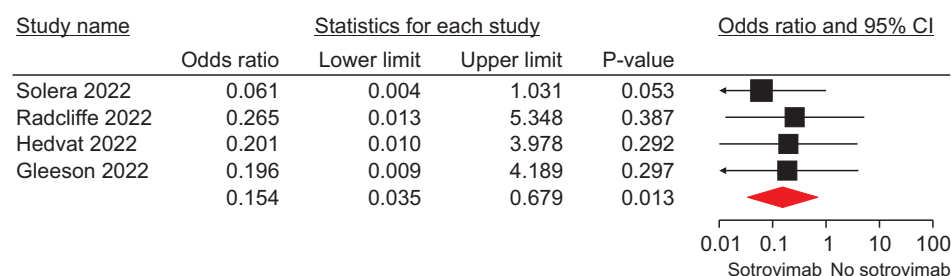 Study name Statistics for each study Odds ratio and 95% CI
Odds ratio Lower limit Upper limit P-value
Solera 2022 0.061 0.004 1.031 0.053
Radcliffe 2022 0.265 0.013 5.348 0.387
Hedvat 2022 0.201 0.010 3.978 0.292
Gleeson 2022 0.196 0.009 4.189 0.297
0.154 0.035 0.679 0.013
0.01 0.1 1 10 100
Sotrovimab No sotrovimab